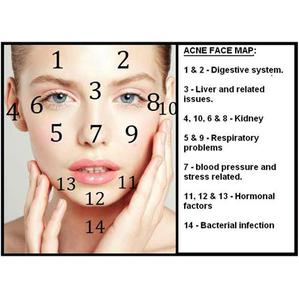 1 2
3
4 6 8 10
5 7 9
13 11
12
14
ACNE FACE MAP:
1 & 2 - Digestive system.
3 - Liver and related
issues.
4, 10, 6 & 8 - Kidney
5 & 9 - Respiratory
problems
7 - blood pressure and
stress related.
11, 12 & 13 - Hormonal
factors
14 - Bacterial infection